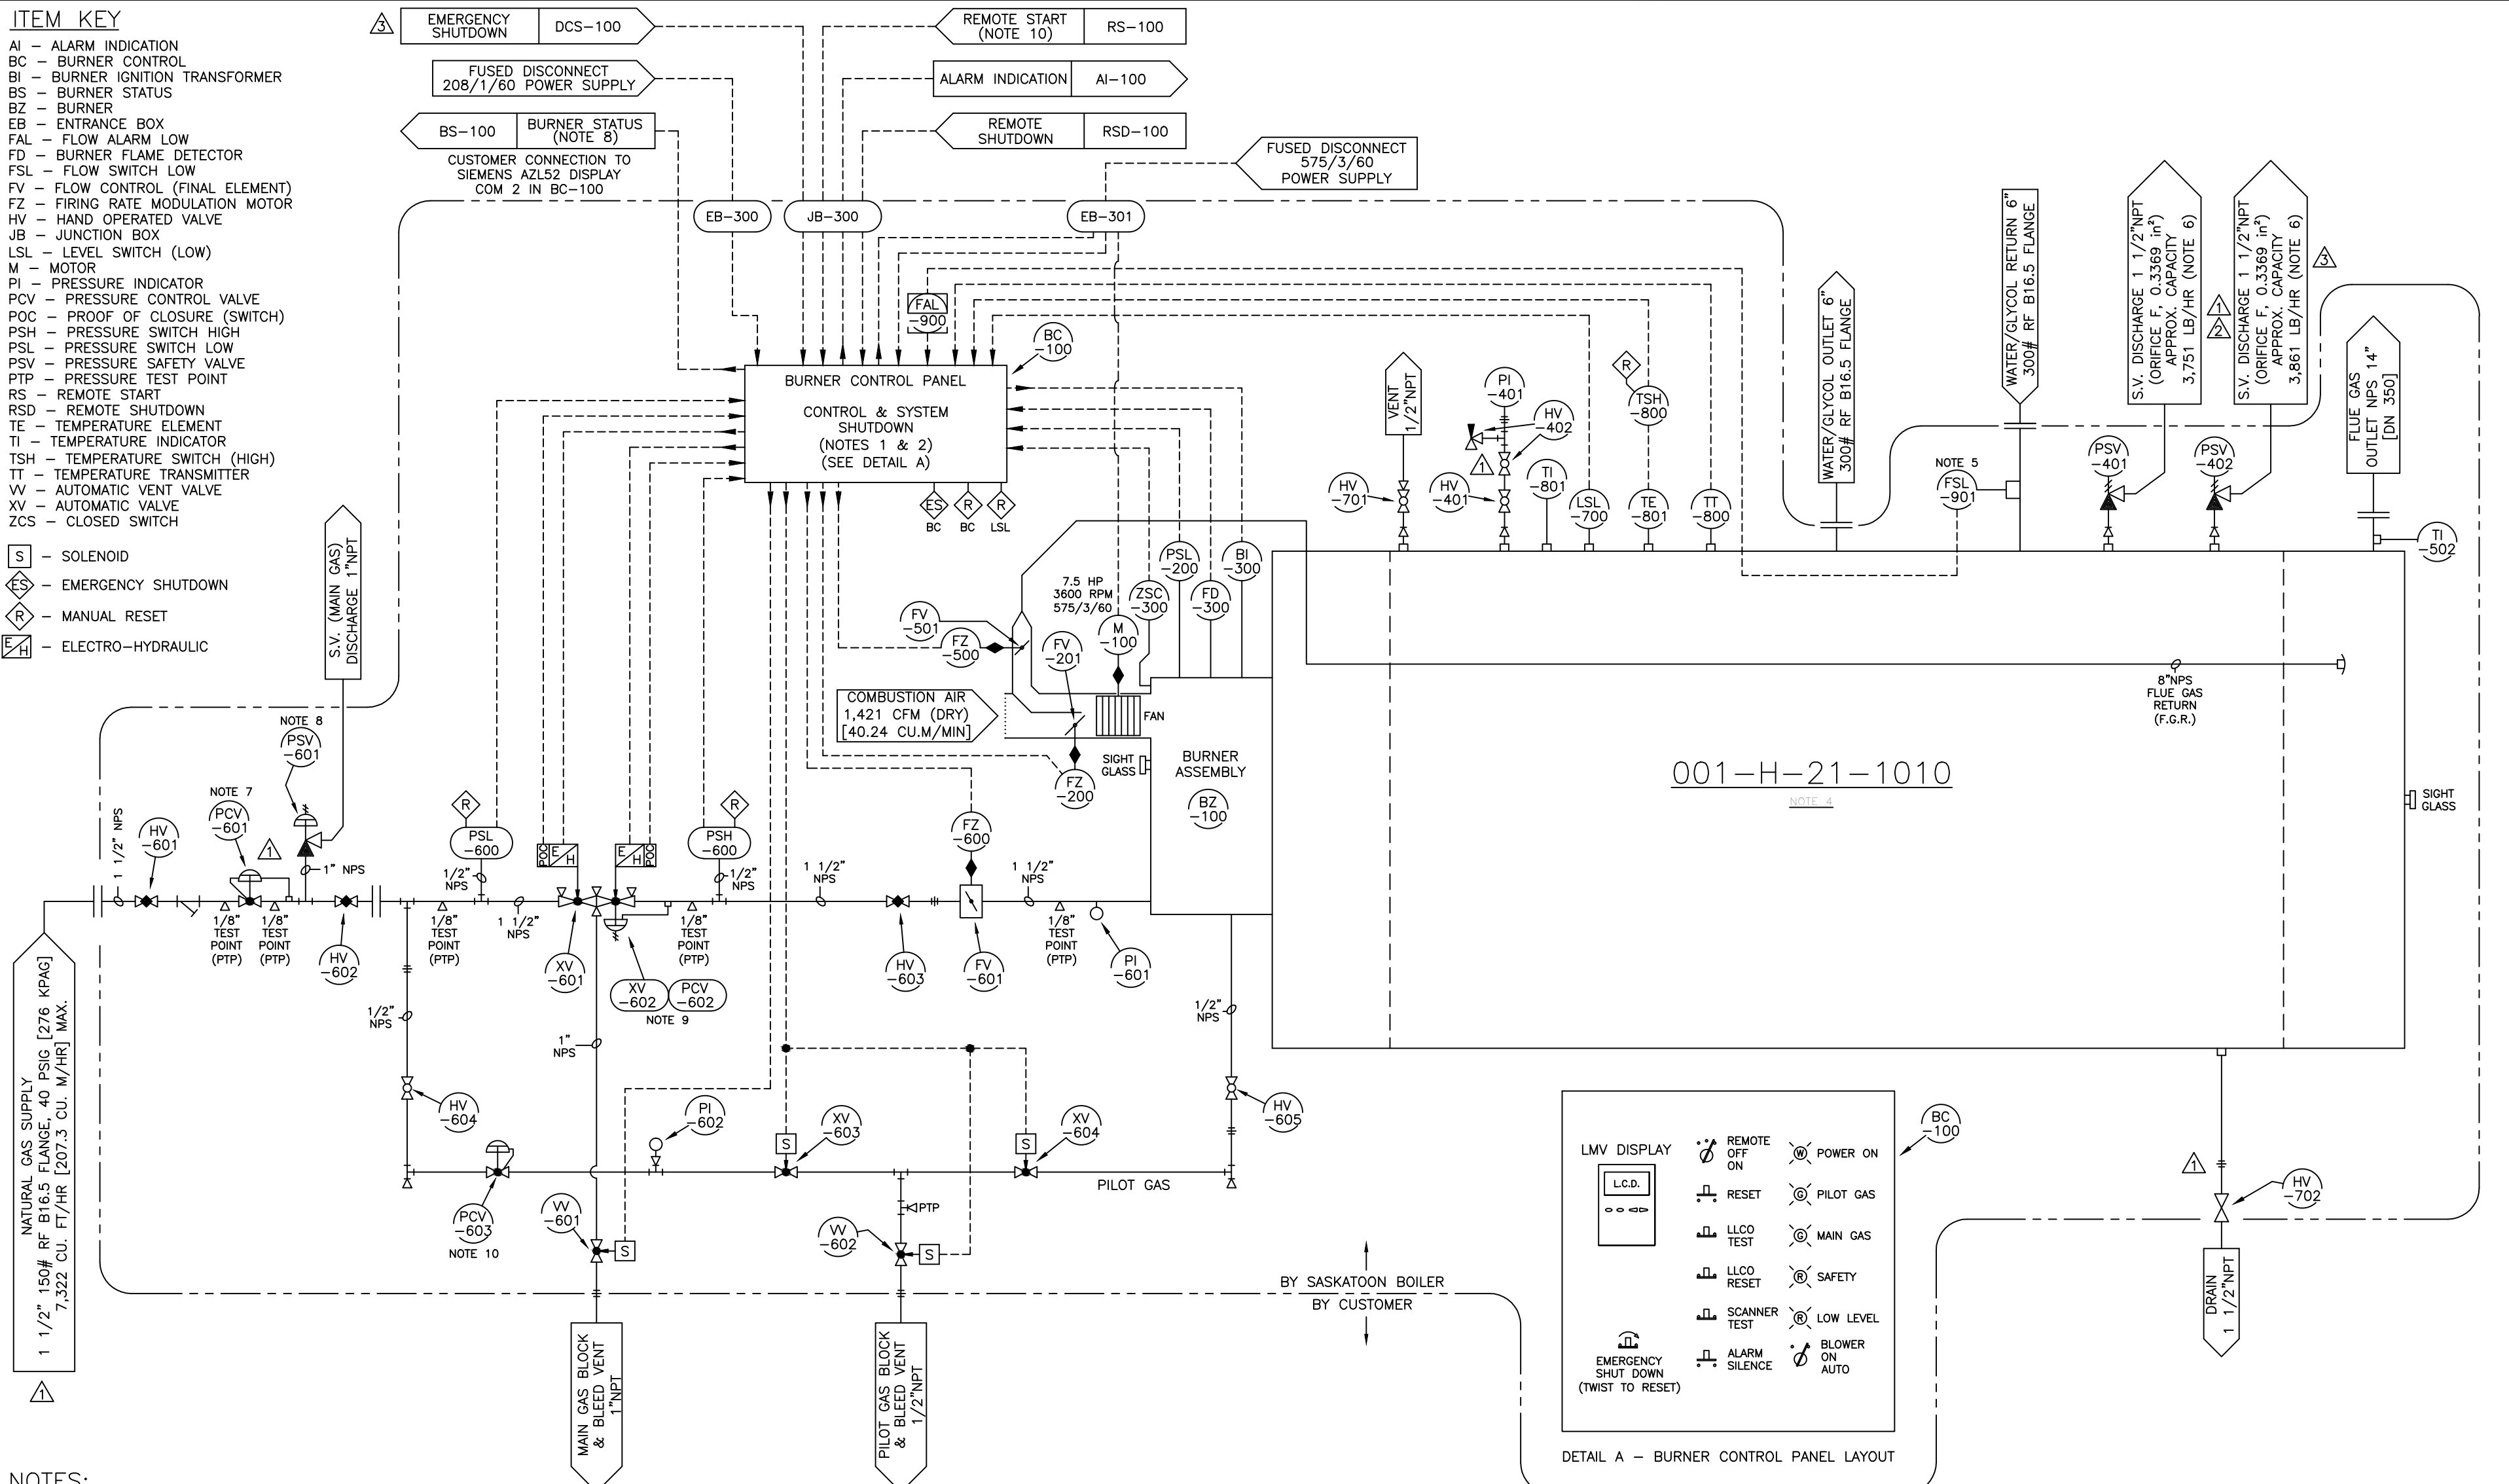 ITEM KEY
AI – ALARM INDICATION
BC – BURNER CONTROL
BI – BURNER IGNITION TRANSFORMER
BS – BURNER STATUS
BZ – BURNER
EB – ENTRANCE BOX
FAL – FLOW ALARM LOW
FD – BURNER FLAME DETECTOR
FSL – FLOW SWITCH LOW
FV – FLOW CONTROL (FINAL ELEMENT)
FZ – FIRING RATE MODULATION MOTOR
HV – HAND OPERATED VALVE
JB – JUNCTION BOX
LSL – LEVEL SWITCH (LOW)
M – MOTOR
PI – PRESSURE INDICATOR
PCV – PRESSURE CONTROL VALVE
POC – PROOF OF CLOSURE (SWITCH)
PSH – PRESSURE SWITCH HIGH
PSL – PRESSURE SWITCH LOW
PSV – PRESSURE SAFETY VALVE
PTP – PRESSURE TEST POINT
RS – REMOTE START
RSD – REMOTE SHUTDOWN
TE – TEMPERATURE ELEMENT
TI – TEMPERATURE INDICATOR
TSH – TEMPERATURE SWITCH (HIGH)
TT – TEMPERATURE TRANSMITTER
VV – AUTOMATIC VENT VALVE
XV – AUTOMATIC VALVE
ZCS – CLOSED SWITCH
S – SOLENOID
ES – EMERGENCY SHUTDOWN
R – MANUAL RESET
E/H – ELECTRO-HYDRAULIC
3
EMERGENCY
SHUTDOWN
DCS-100
FUSED DISCONNECT
208/1/60 POWER SUPPLY
BS-100
BURNER STATUS
(NOTE 8)
CUSTOMER CONNECTION TO
SIEMENS AZL52 DISPLAY
COM 2 IN BC-100
REMOTE START
(NOTE 10)
RS-100
ALARM INDICATION
AI-100
REMOTE
SHUTDOWN
RSD-100
FUSED DISCONNECT
575/3/60
POWER SUPPLY
EB-300
JB-300
EB-301
FAL
-900
BC
-100
BURNER CONTROL PANEL
CONTROL & SYSTEM
SHUTDOWN
(NOTES 1 & 2)
(SEE DETAIL A)
ES
BC
R
BC
R
LSL
VENT
1/2"NPT
HV
-701
PI
-401
HV
-402
1
HV
-401
TI
-801
LSL
-700
R
TSH
-800
TE
-801
TT
-800
WATER/GLYCOL OUTLET 6"
300# RF B16.5 FLANGE
WATER/GLYCOL RETURN 6"
300# RF B16.5 FLANGE
NOTE 5
FSL
-901
S.V. DISCHARGE 1 1/2"NPT
(ORIFICE F, 0.3369 in²)
APPROX. CAPACITY
3,751 LB/HR (NOTE 6)
1
2
S.V. DISCHARGE 1 1/2"NPT
(ORIFICE F, 0.3369 in²)
APPROX. CAPACITY
3,861 LB/HR (NOTE 6)
3
PSV
-401
PSV
-402
FLUE GAS
OUTLET NPS 14"
[DN 350]
TI
-502
S.V. (MAIN GAS)
DISCHARGE 1"NPT
7.5 HP
3600 RPM
575/3/60
M
-100
ZSC
-300
PSL
-200
FD
-300
BI
-300
FV
-501
FZ
-500
FV
-201
COMBUSTION AIR
1,421 CFM (DRY)
[40.24 CU.M/MIN]
FAN
SIGHT
GLASS
FZ
-200
BURNER
ASSEMBLY
BZ
-100
001-H-21-1010
NOTE 4
8"NPS
FLUE GAS
RETURN
(F.G.R.)
SIGHT
GLASS
NOTE 8
PSV
-601
NOTE 7
PCV
-601
1
1 1/2" NPS
HV
-601
1" NPS
1/8"
TEST
POINT
(PTP)
1/8"
TEST
POINT
(PTP)
HV
-602
R
PSL
-600
1/2"
NPS
1/8"
TEST
POINT
(PTP)
1 1/2"
NPS
POC
E/H
E/H
POC
XV
-601
XV
-602
PCV
-602
NOTE 9
R
PSH
-600
1/2"
NPS
1/8"
TEST
POINT
(PTP)
1 1/2"
NPS
HV
-603
FZ
-600
FV
-601
1 1/2"
NPS
1/8"
TEST
POINT
(PTP)
PI
-601
NATURAL GAS SUPPLY
1 1/2" 150# RF B16.5 FLANGE, 40 PSIG [276 KPAG]
7,322 CU. FT/HR [207.3 CU. M/HR] MAX.
1
1/2"
NPS
HV
-604
PCV
-603
NOTE 10
1"
NPS
PI
-602
S
XV
-603
S
XV
-604
PILOT GAS
1/2"
NPS
HV
-605
VV
-601
S
VV
-602
S
PTP
MAIN GAS BLOCK
& BLEED VENT
1"NPT
PILOT GAS BLOCK
& BLEED VENT
1/2"NPT
BY SASKATOON BOILER
BY CUSTOMER
LMV DISPLAY
L.C.D.
REMOTE
OFF
ON
W POWER ON
RESET
G PILOT GAS
LLCO
TEST
G MAIN GAS
LLCO
RESET
R SAFETY
SCANNER
TEST
R LOW LEVEL
ALARM
SILENCE
BLOWER
ON
AUTO
EMERGENCY
SHUT DOWN
(TWIST TO RESET)
BC
-100
DETAIL A – BURNER CONTROL PANEL LAYOUT
1
HV
-702
DRAIN
1 1/2"NPT
NOTES: